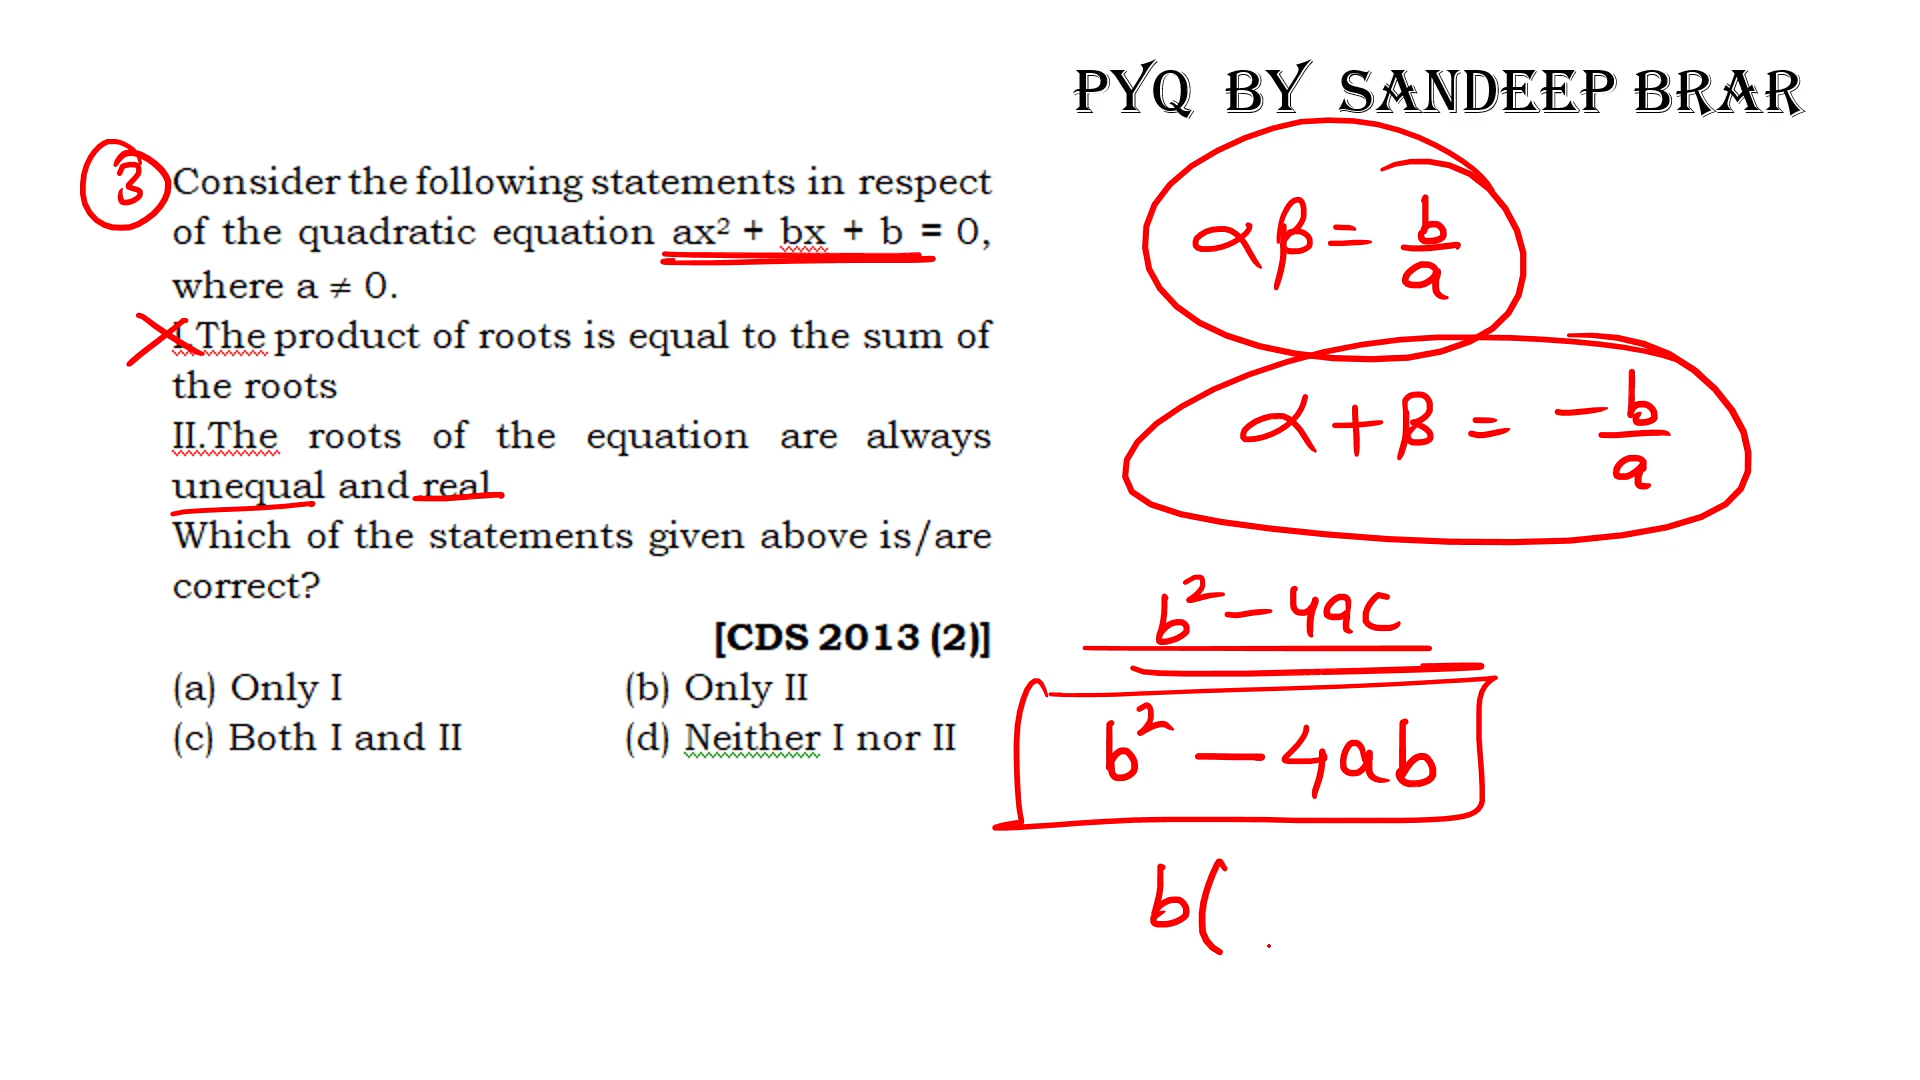 PYQ BY SANDEEP BRAR
3
Consider the following statements in respect
of the quadratic equation ax² + bx + b = 0,
where a ≠ 0.
I.The product of roots is equal to the sum of
the roots
II.The roots of the equation are always
unequal and real
Which of the statements given above is/are
correct?
[CDS 2013 (2)]
(a) Only I (b) Only II
(c) Both I and II (d) Neither I nor II
αβ = b/a
α + β = -b/a
b² - 4ac
b² - 4ab
b(